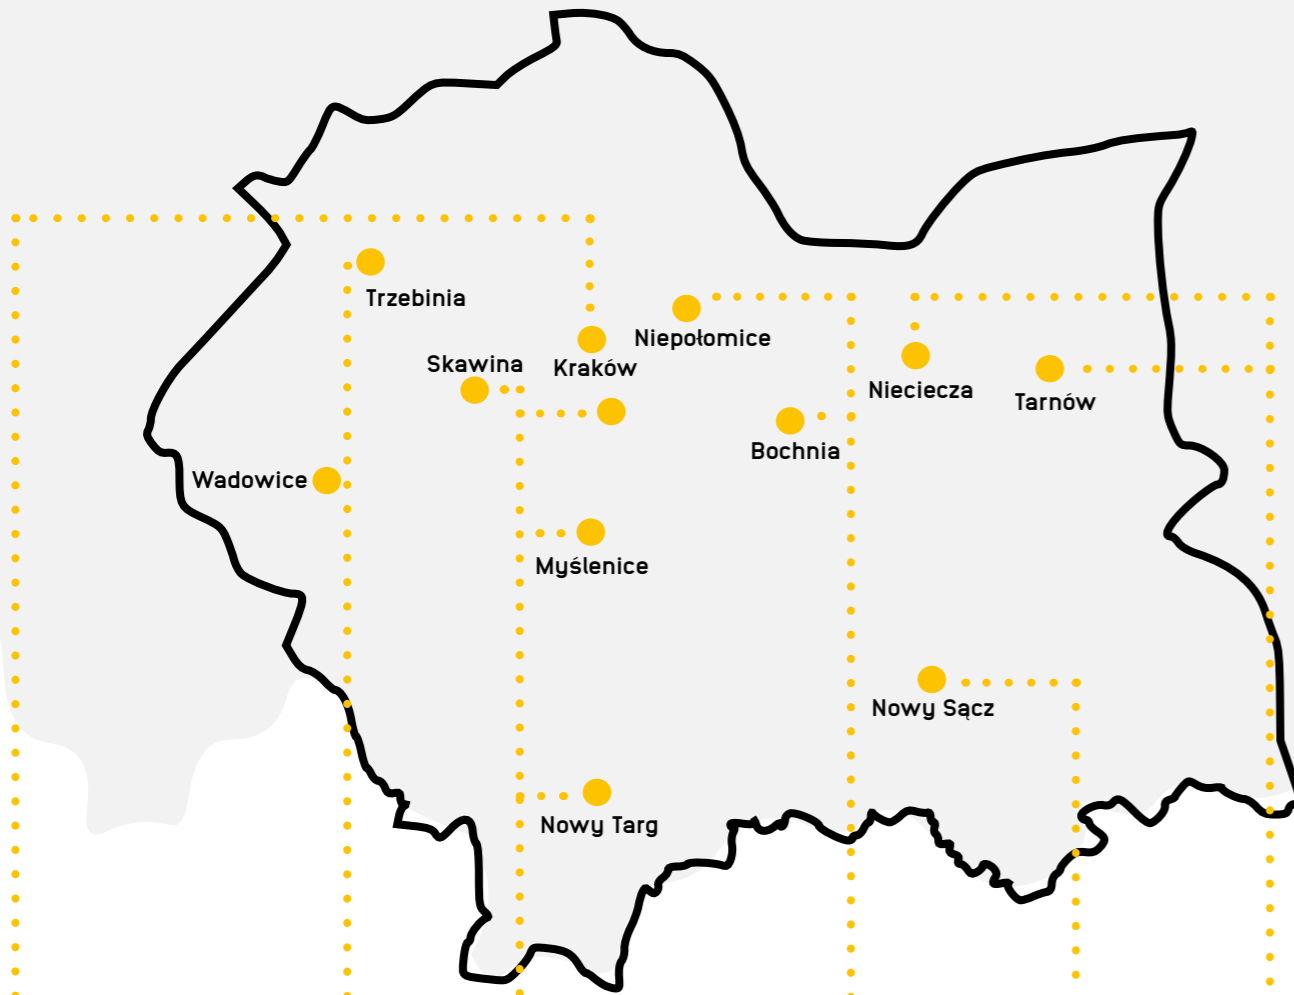 Trzebinia
Niepołomice
Skawina
Kraków
Nieciecza
Tarnów
Bochnia
Wadowice
Myślenice
Nowy Sącz
Nowy Targ